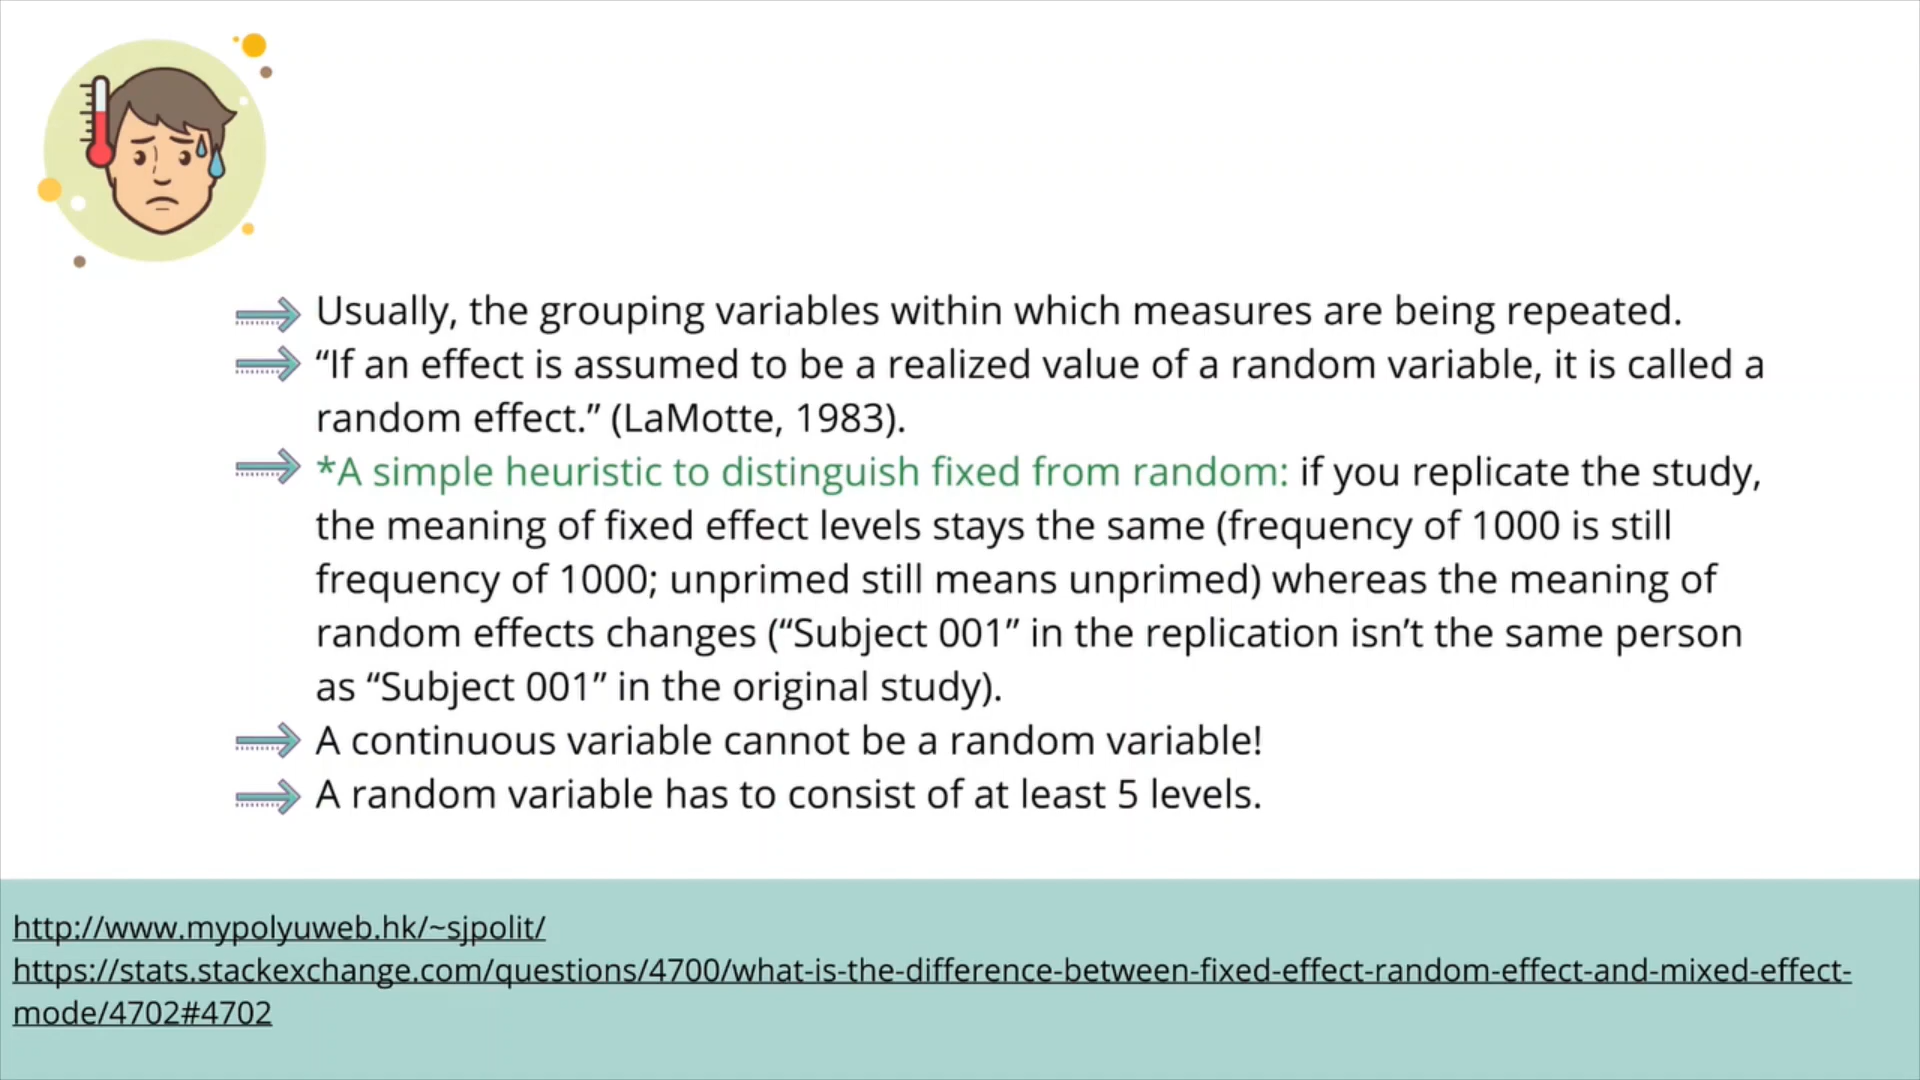 Usually, the grouping variables within which measures are being repeated.
“If an effect is assumed to be a realized value of a random variable, it is called a
random effect.” (LaMotte, 1983).
*A simple heuristic to distinguish fixed from random: if you replicate the study,
the meaning of fixed effect levels stays the same (frequency of 1000 is still
frequency of 1000; unprimed still means unprimed) whereas the meaning of
random effects changes (“Subject 001” in the replication isn’t the same person
as “Subject 001” in the original study).
A continuous variable cannot be a random variable!
A random variable has to consist of at least 5 levels.
http://www.mypolyuweb.hk/~sjpolit/
https://stats.stackexchange.com/questions/4700/what-is-the-difference-between-fixed-effect-random-effect-and-mixed-effect-
mode/4702#4702